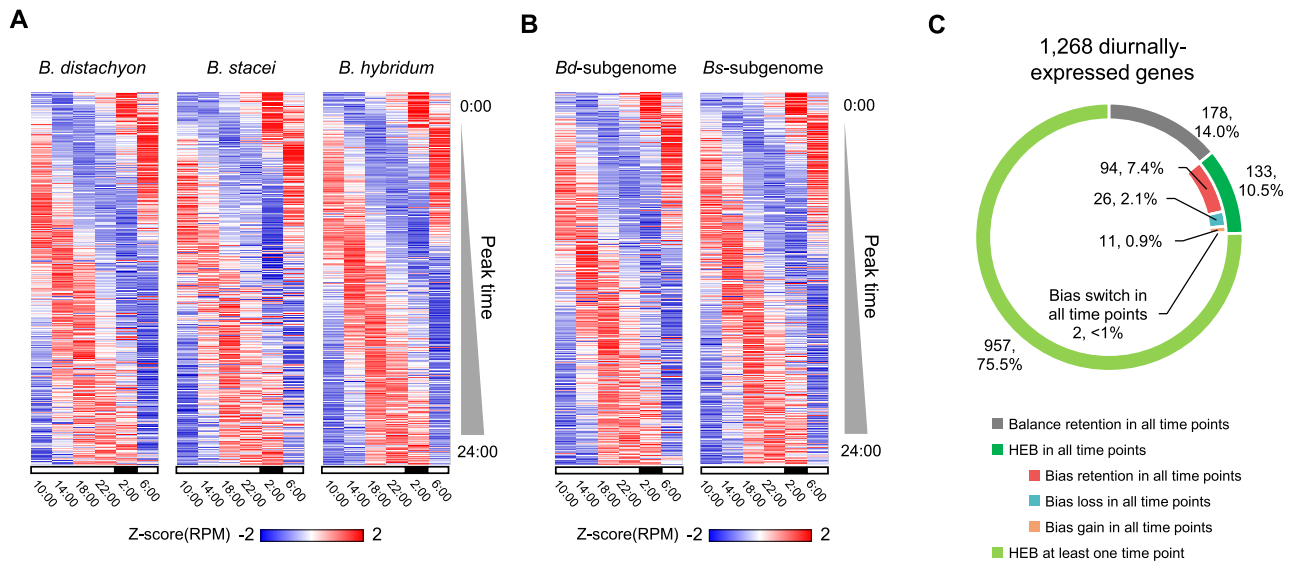 A
B. distachyon
B. stacei
B. hybridum
0:00
Peak time
24:00
10:00
14:00
18:00
22:00
2:00
6:00
10:00
14:00
18:00
22:00
2:00
6:00
10:00
14:00
18:00
22:00
2:00
6:00
Z-score(RPM) -2 2
B
Bd-subgenome
Bs-subgenome
0:00
Peak time
24:00
10:00
14:00
18:00
22:00
2:00
6:00
10:00
14:00
18:00
22:00
2:00
6:00
Z-score(RPM) -2 2
C
1,268 diurnally-
expressed genes
178,
14.0%
133,
10.5%
94, 7.4%
26, 2.1%
11, 0.9%
Bias switch in
all time points
2, <1%
957,
75.5%
Balance retention in all time points
HEB in all time points
Bias retention in all time points
Bias loss in all time points
Bias gain in all time points
HEB at least one time point